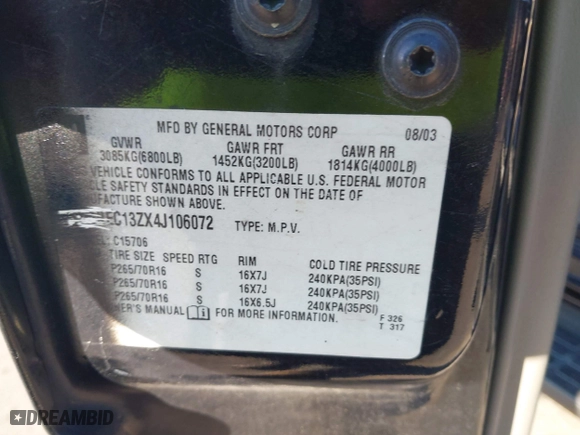 MFD BY GENERAL MOTORS CORP 08/03
GVWR GAWR FRT GAWR RR
3085KG(6800LB) 1452KG(3200LB) 1814KG(4000LB)
VEHICLE CONFORMS TO ALL APPLICABLE U.S. FEDERAL MOTOR
LE SAFETY STANDARDS IN EFFECT ON THE DATE OF
FACTURE SHOWN ABOVE.
EC13ZX4J106072 TYPE: M.P.V.
C15706
TIRE SIZE SPEED RTG RIM COLD TIRE PRESSURE
P265/70R16 S 16X7J 240KPA(35PSI)
P265/70R16 S 16X7J 240KPA(35PSI)
P265/70R16 S 16X6.5J 240KPA(35PSI)
ER'S MANUAL FOR MORE INFORMATION. F 326
T 317
DREAMBID